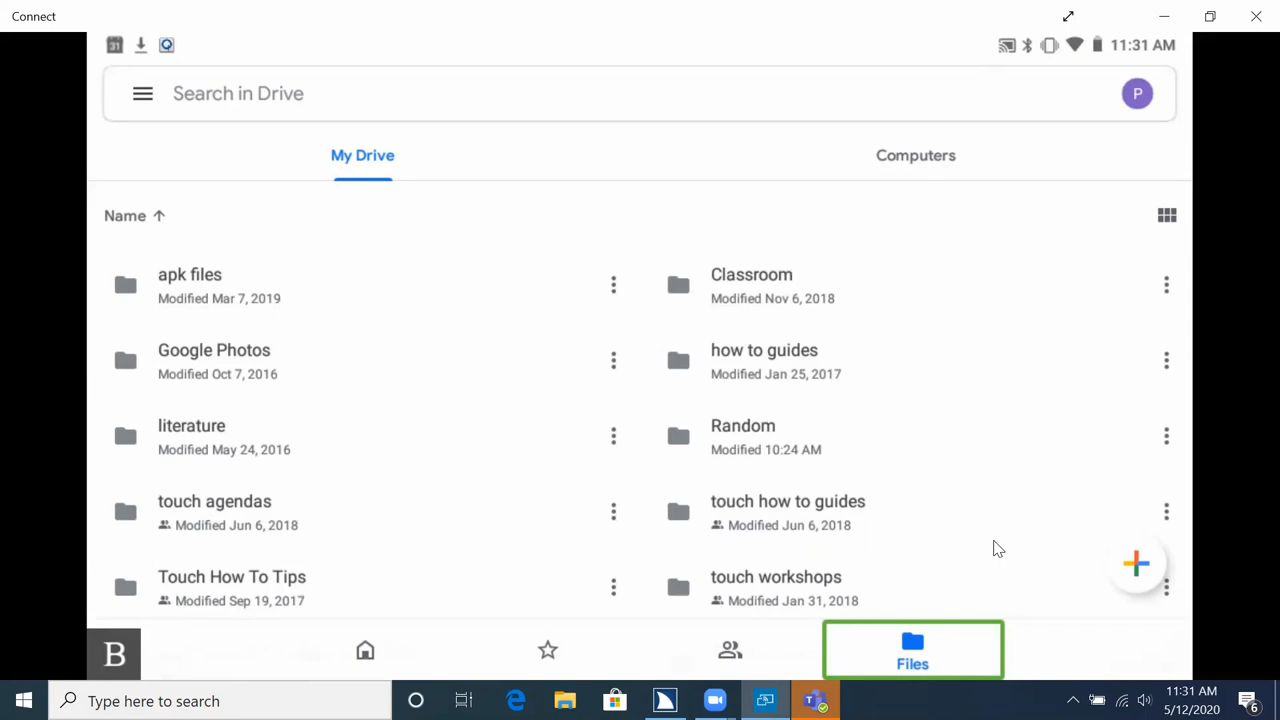 Connect
31
11:31 AM
Search in Drive
P
My Drive
Computers
Name
apk files
Modified Mar 7, 2019
Classroom
Modified Nov 6, 2018
Google Photos
Modified Oct 7, 2016
how to guides
Modified Jan 25, 2017
literature
Modified May 24, 2016
Random
Modified 10:24 AM
touch agendas
Modified Jun 6, 2018
touch how to guides
Modified Jun 6, 2018
Touch How To Tips
Modified Sep 19, 2017
touch workshops
Modified Jan 31, 2018
B
Files
Type here to search
11:31 AM
5/12/2020
6